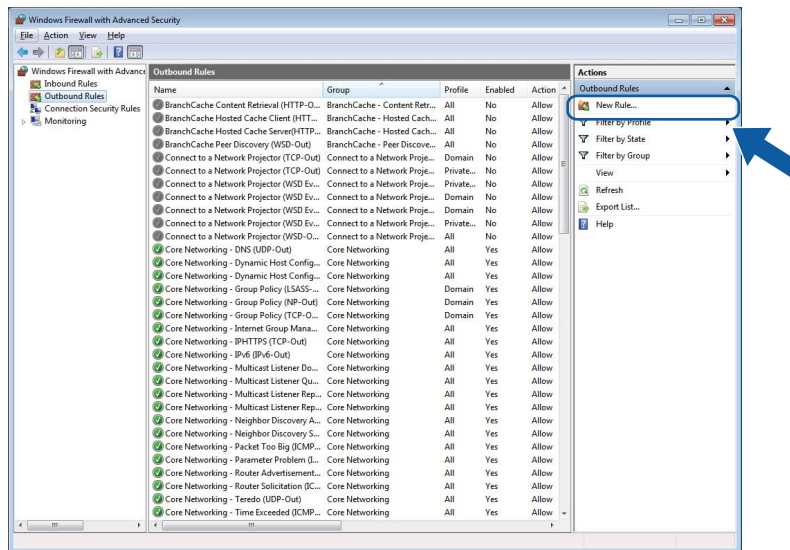 Windows Firewall with Advanced Security
File Action View Help
Windows Firewall with Advance
Inbound Rules
Outbound Rules
Connection Security Rules
Monitoring
Outbound Rules
Name Group Profile Enabled Action
BranchCache Content Retrieval (HTTP-O... BranchCache - Content Retr... All No Allow
BranchCache Hosted Cache Client (HTT... BranchCache - Hosted Cach... All No Allow
BranchCache Hosted Cache Server(HTTP... BranchCache - Hosted Cach... All No Allow
BranchCache Peer Discovery (WSD-Out) BranchCache - Peer Discove... All No Allow
Connect to a Network Projector (TCP-Out) Connect to a Network Proje... Domain No Allow
Connect to a Network Projector (TCP-Out) Connect to a Network Proje... Private... No Allow
Connect to a Network Projector (WSD Ev... Connect to a Network Proje... Private... No Allow
Connect to a Network Projector (WSD Ev... Connect to a Network Proje... Domain No Allow
Connect to a Network Projector (WSD Ev... Connect to a Network Proje... Domain No Allow
Connect to a Network Projector (WSD Ev... Connect to a Network Proje... Private... No Allow
Connect to a Network Projector (WSD-O... Connect to a Network Proje... All No Allow
Core Networking - DNS (UDP-Out) Core Networking All Yes Allow
Core Networking - Dynamic Host Config... Core Networking All Yes Allow
Core Networking - Dynamic Host Config... Core Networking All Yes Allow
Core Networking - Group Policy (LSASS-... Core Networking Domain Yes Allow
Core Networking - Group Policy (NP-Out) Core Networking Domain Yes Allow
Core Networking - Group Policy (TCP-O... Core Networking Domain Yes Allow
Core Networking - Internet Group Mana... Core Networking All Yes Allow
Core Networking - IPHTTPS (TCP-Out) Core Networking All Yes Allow
Core Networking - IPv6 (IPv6-Out) Core Networking All Yes Allow
Core Networking - Multicast Listener Do... Core Networking All Yes Allow
Core Networking - Multicast Listener Qu... Core Networking All Yes Allow
Core Networking - Multicast Listener Rep... Core Networking All Yes Allow
Core Networking - Multicast Listener Rep... Core Networking All Yes Allow
Core Networking - Neighbor Discovery A... Core Networking All Yes Allow
Core Networking - Neighbor Discovery S... Core Networking All Yes Allow
Core Networking - Packet Too Big (ICMP... Core Networking All Yes Allow
Core Networking - Parameter Problem (I... Core Networking All Yes Allow
Core Networking - Router Advertisement... Core Networking All Yes Allow
Core Networking - Router Solicitation (IC... Core Networking All Yes Allow
Core Networking - Teredo (UDP-Out) Core Networking All Yes Allow
Core Networking - Time Exceeded (ICMP... Core Networking All Yes Allow
Actions
Outbound Rules
New Rule...
Filter by Profile
Filter by State
Filter by Group
View
Refresh
Export List...
Help